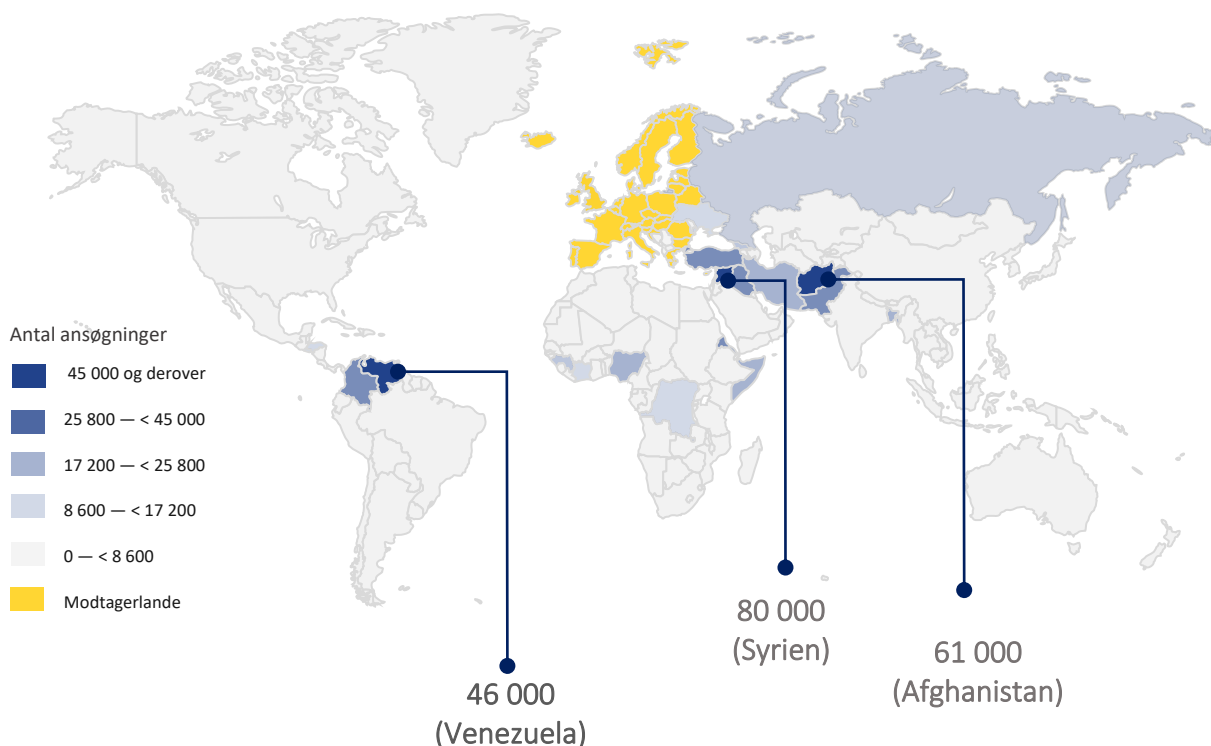 Antal ansøgninger
45 000 og derover
25 800 — < 45 000
17 200 — < 25 800
8 600 — < 17 200
0 — < 8 600
Modtagerlande
46 000
(Venezuela)
80 000
(Syrien)
61 000
(Afghanistan)